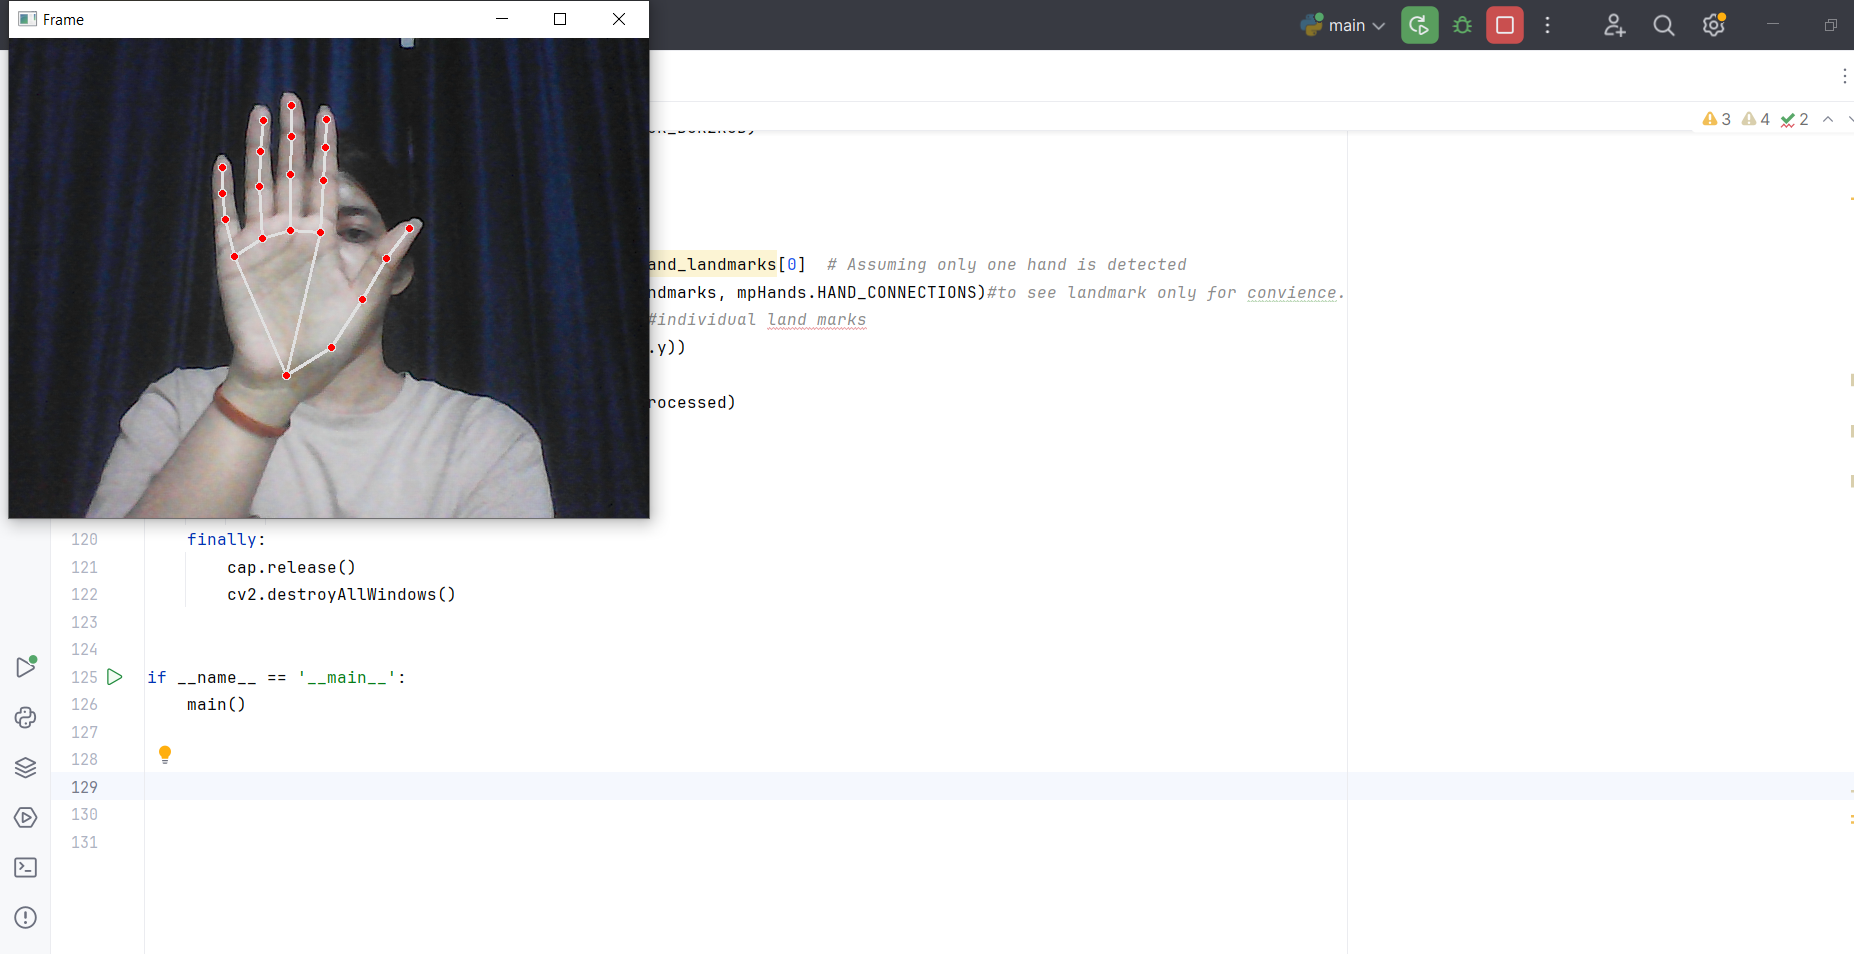 Frame
main
3 4 2
and_landmarks[0]  # Assuming only one hand is detected
ndmarks, mpHands.HAND_CONNECTIONS)#to see landmark only for convience.
#individual land marks
.y))
rocessed)
120 finally:
121 cap.release()
122 cv2.destroyAllWindows()
123
124
125 if __name__ == '__main__':
126 main()
127
128
129
130
131